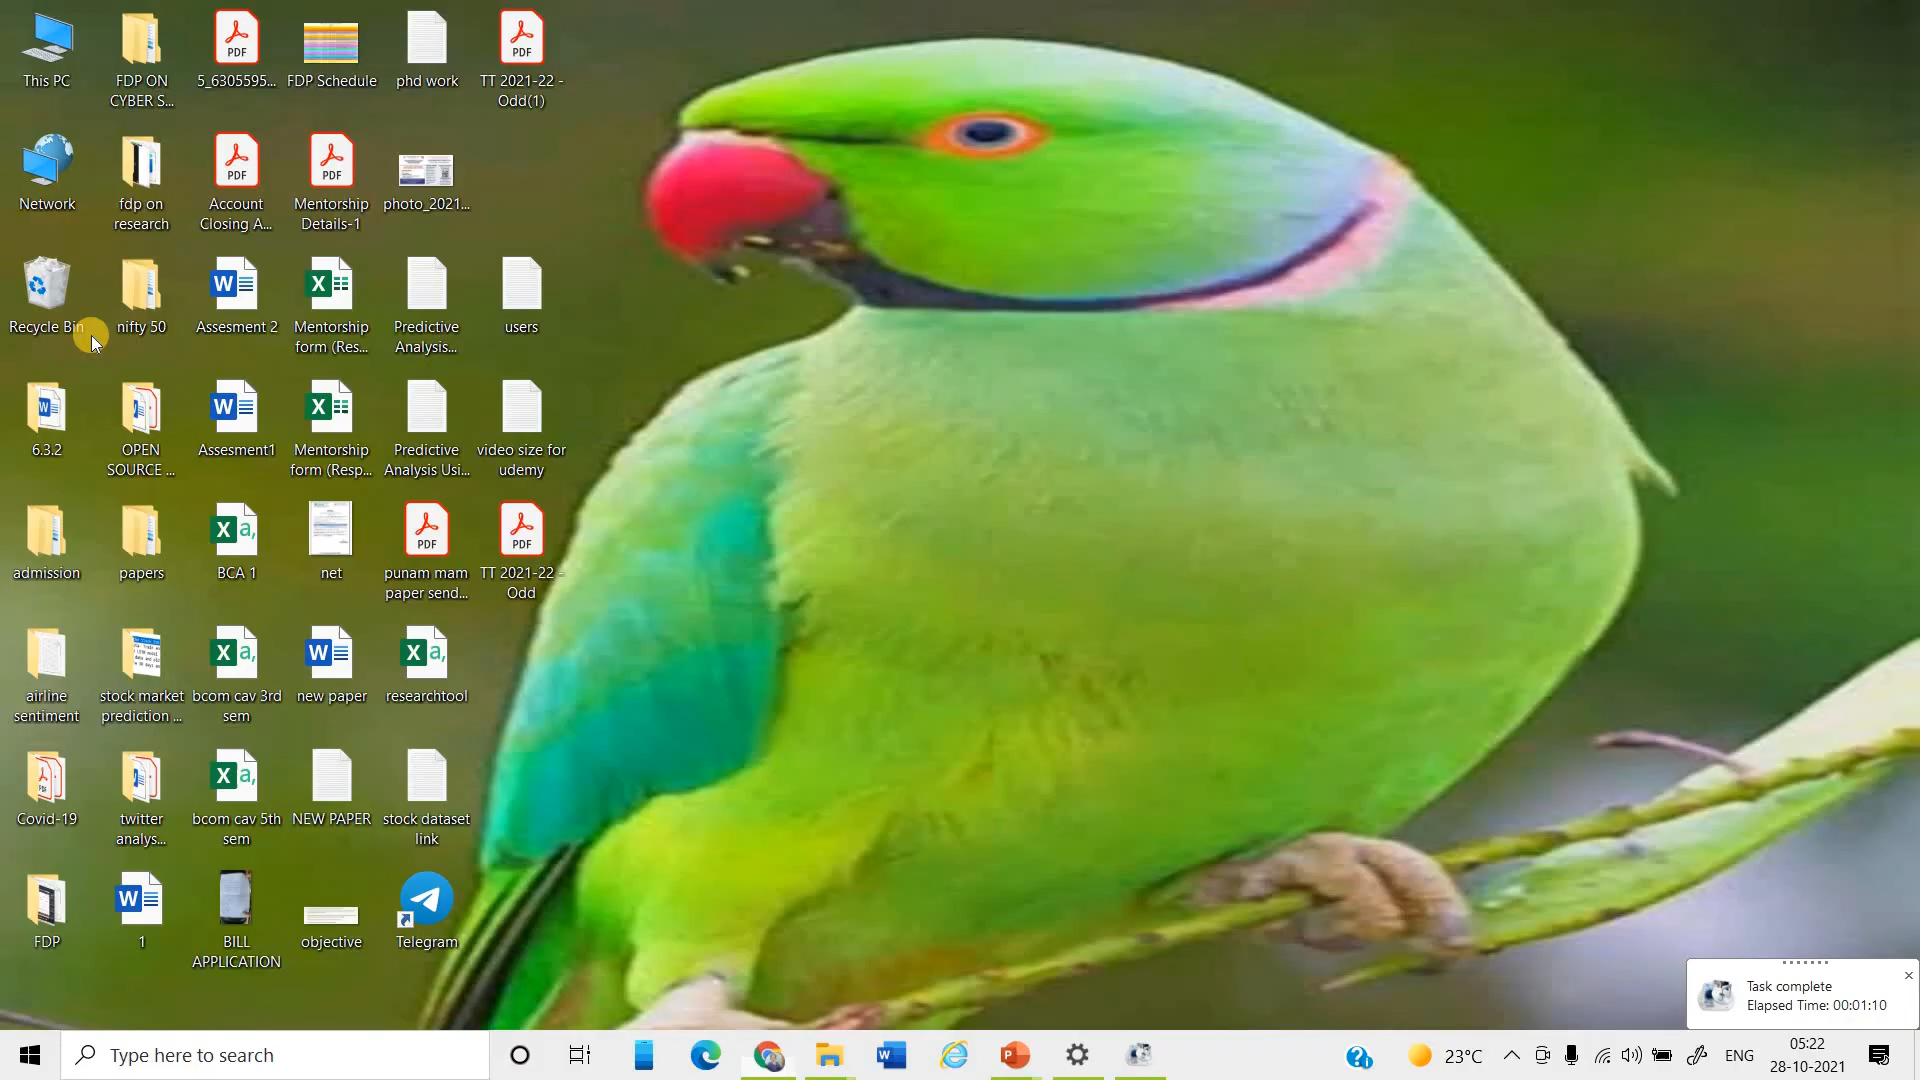 This PC
FDP ON
CYBER S...
PDF
5_6305595...
FDP Schedule
phd work
PDF
TT 2021-22 -
Odd(1)
Network
fdp on
research
PDF
Account
Closing A...
PDF
Mentorship
Details-1
photo_2021...
Recycle Bin
nifty 50
Assesment 2
Mentorship
form (Res...
Predictive
Analysis...
users
6.3.2
OPEN
SOURCE ...
Assesment1
Mentorship
form (Resp...
Predictive
Analysis Usi...
video size for
udemy
admission
papers
BCA 1
net
PDF
punam mam
paper send...
PDF
TT 2021-22 -
Odd
airline
sentiment
stock market
prediction ...
bcom cav 3rd
sem
new paper
researchtool
Covid-19
twitter
analys...
bcom cav 5th
sem
NEW PAPER
stock dataset
link
FDP
1
BILL
APPLICATION
objective
Telegram
Task complete
Elapsed Time: 00:01:10
Type here to search
23°C
ENG
05:22
28-10-2021